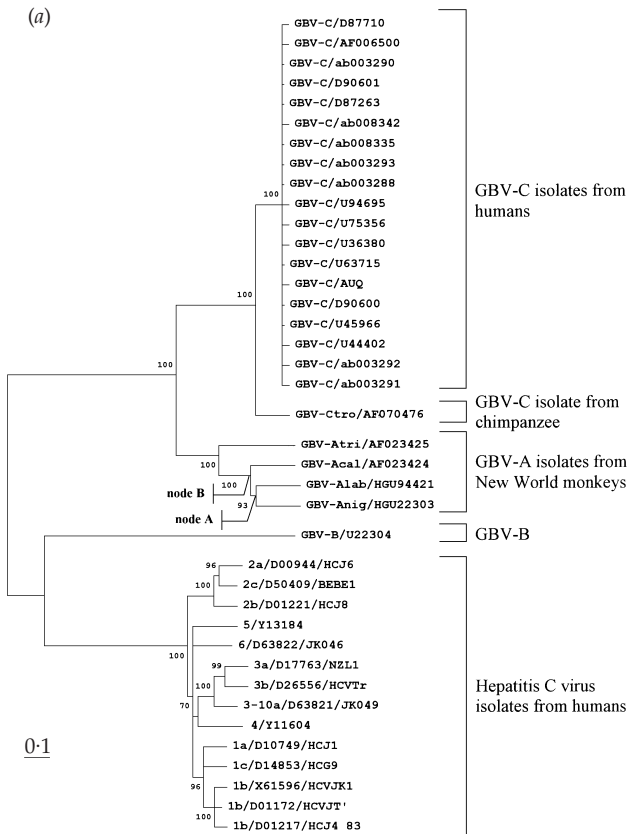 (a)
GBV-C/D87710
GBV-C/AF006500
GBV-C/ab003290
GBV-C/D90601
GBV-C/D87263
GBV-C/ab008342
GBV-C/ab008335
GBV-C/ab003293
GBV-C/ab003288
100
GBV-C/U94695
GBV-C/U75356
GBV-C/U36380
GBV-C/U63715
GBV-C/AUQ
GBV-C/D90600
GBV-C/U45966
GBV-C/U44402
GBV-C/ab003292
GBV-C/ab003291
GBV-C isolates from
humans
100
100
GBV-Ctro/AF070476
GBV-C isolate from
chimpanzee
GBV-Atri/AF023425
100
GBV-Acal/AF023424
100
GBV-Alab/HGU94421
node B
93
GBV-Anig/HGU22303
node A
GBV-A isolates from
New World monkeys
GBV-B/U22304
GBV-B
96
2a/D00944/HCJ6
100
2c/D50409/BEBE1
2b/D01221/HCJ8
5/Y13184
100
6/D63822/JK046
99
3a/D17763/NZL1
100
3b/D26556/HCVTr
70
3-10a/D63821/JK049
4/Y11604
1a/D10749/HCJ1
1c/D14853/HCG9
96
1b/X61596/HCVJK1
1b/D01172/HCVJT'
100
1b/D01217/HCJ4 83
Hepatitis C virus
isolates from humans
0·1